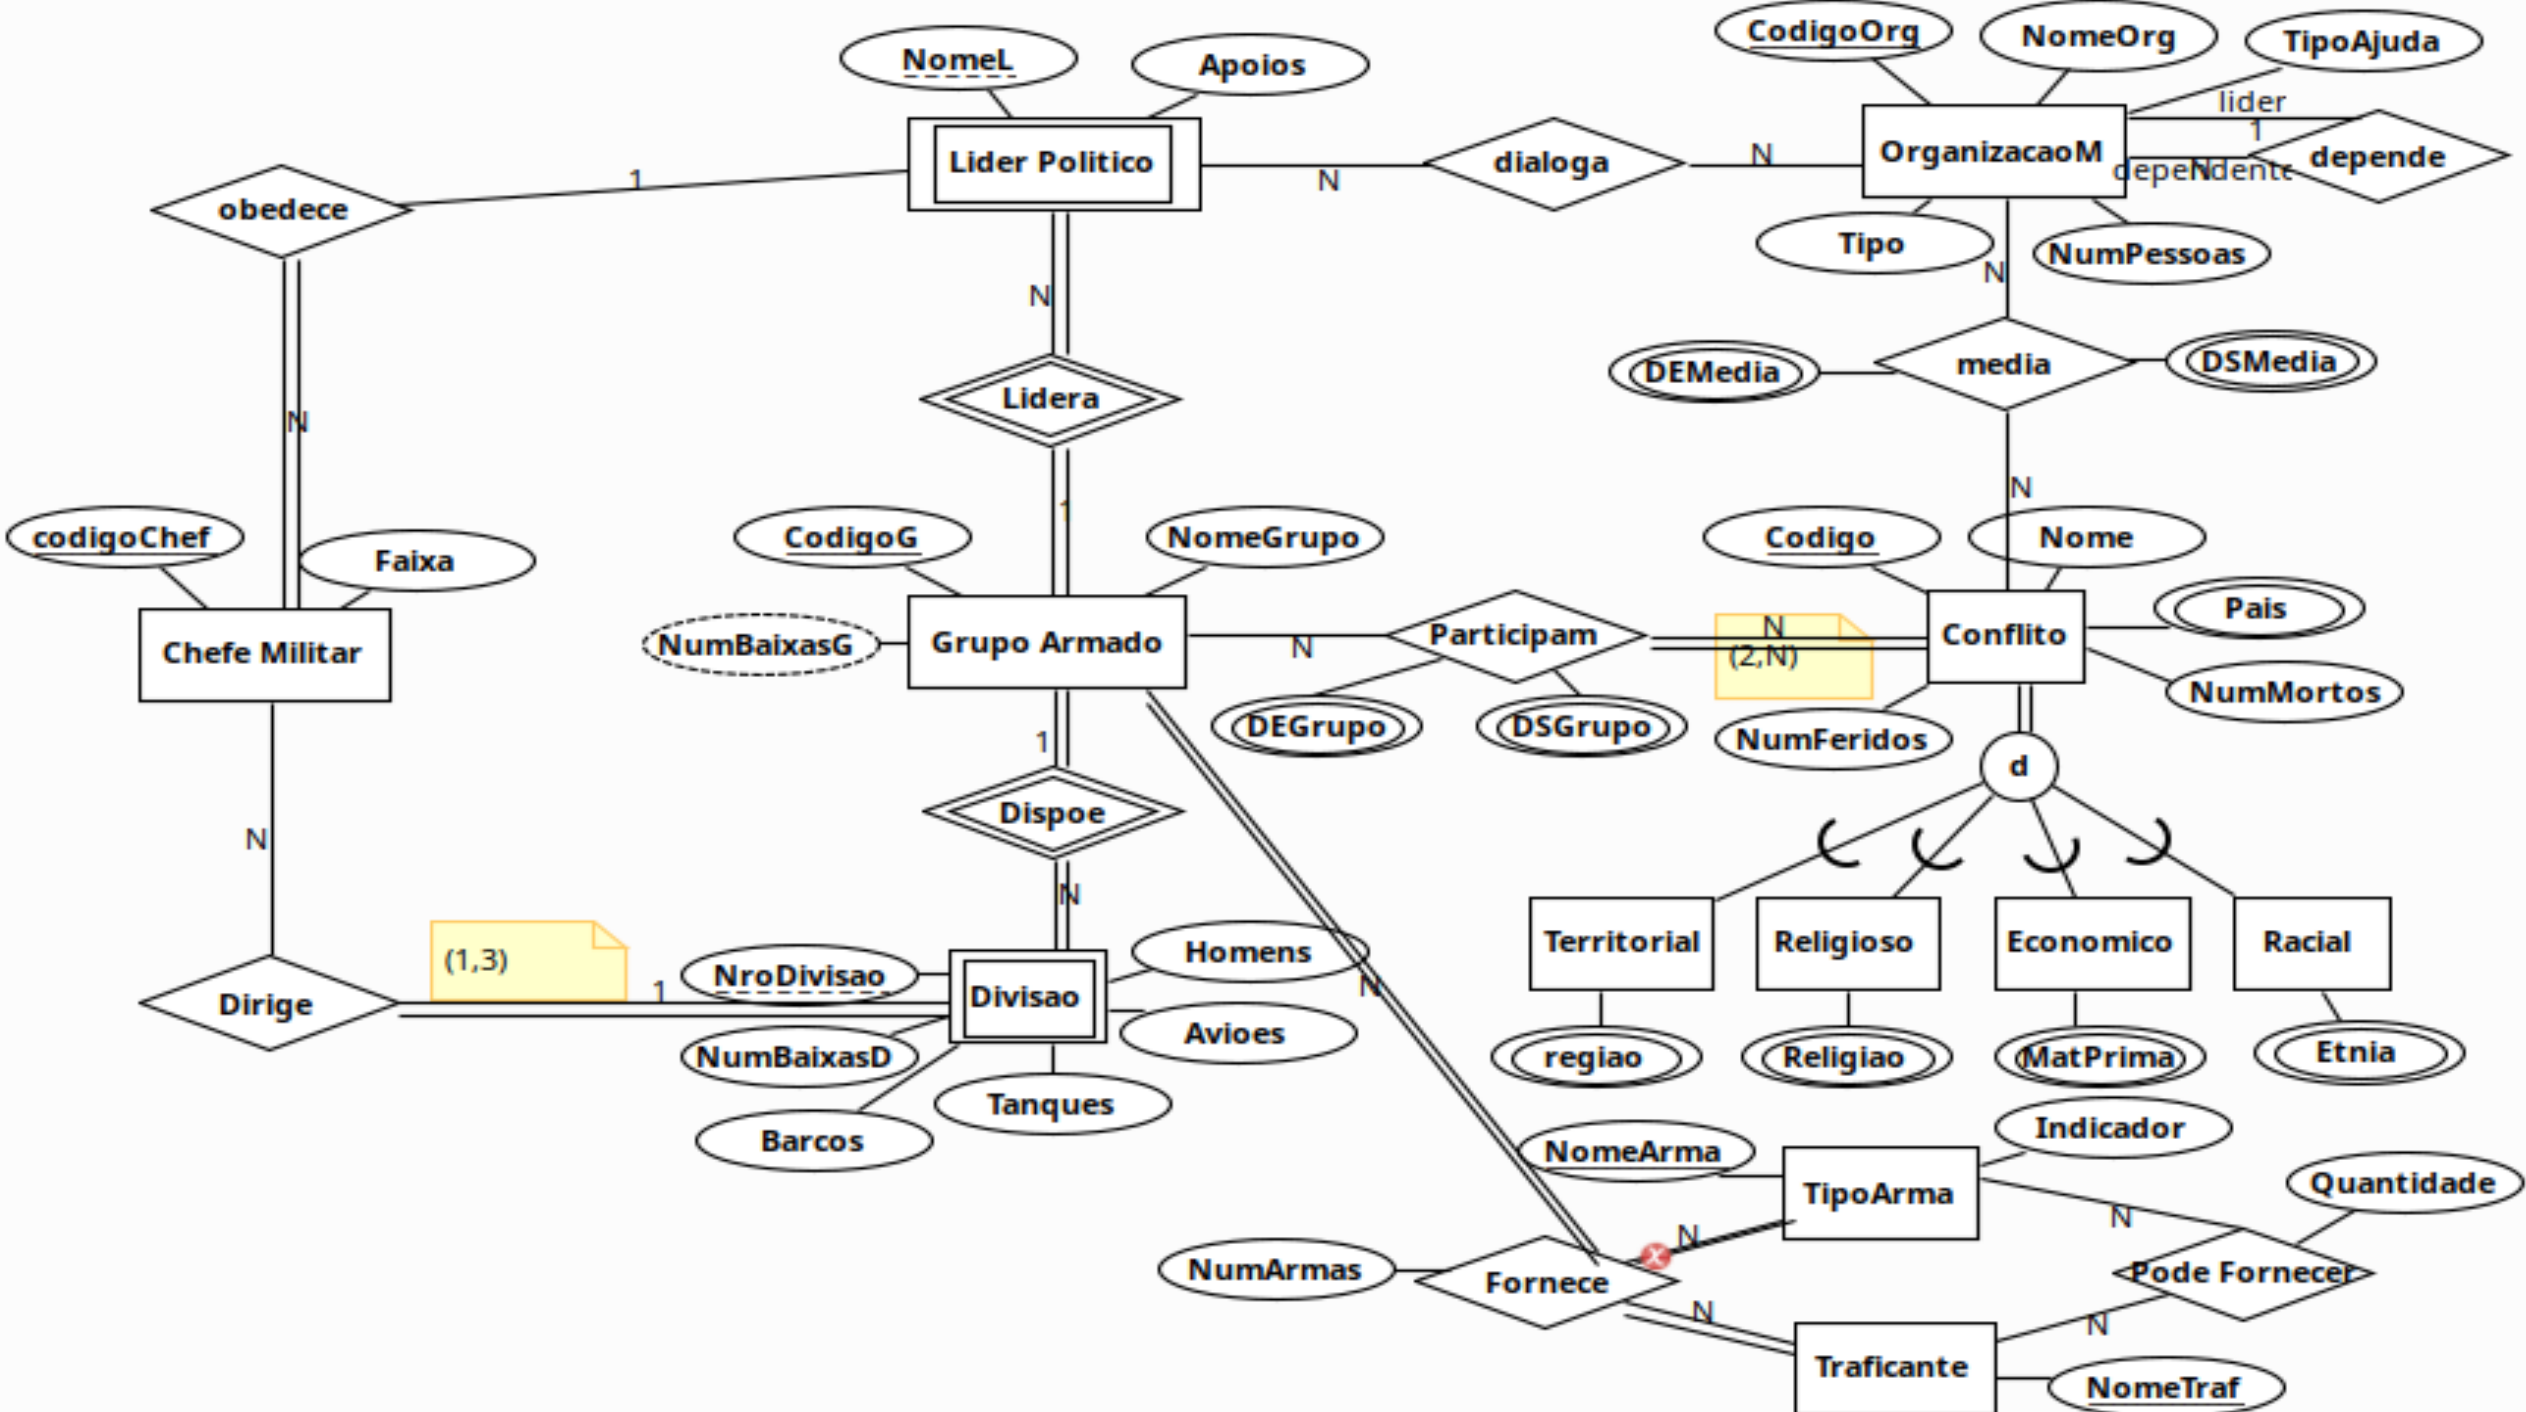 CodigoOrg
NomeOrg
TipoAjuda
NomeL
Apoios
lider
1
Lider Politico
dialoga
OrganizacaoM
depende
N
N
dependente
N
1
obedece
Tipo
NumPessoas
N
N
media
DEMedia
DSMedia
Lidera
N
N
1
codigoChef
Faixa
CodigoG
NomeGrupo
Codigo
Nome
Pais
Chefe Militar
NumBaixasG
Grupo Armado
N
Participam
N
(2,N)
Conflito
NumMortos
DEGrupo
DSGrupo
NumFeridos
1
d
Dispoe
N
N
(1,3)
1
NroDivisao
Divisao
Homens
N
Territorial
Religioso
Economico
Racial
Dirige
Avioes
NumBaixasD
regiao
Religiao
MatPrima
Etnia
Tanques
Barcos
NomeArma
Indicador
TipoArma
Quantidade
N
N
NumArmas
Fornece
Pode Fornecer
N
N
Traficante
NomeTraf